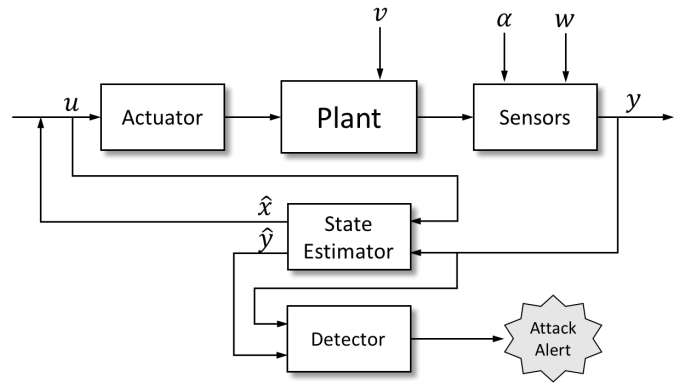 v
α
w
u
Actuator
Plant
Sensors
y
x̂
State
Estimator
ŷ
Detector
Attack
Alert